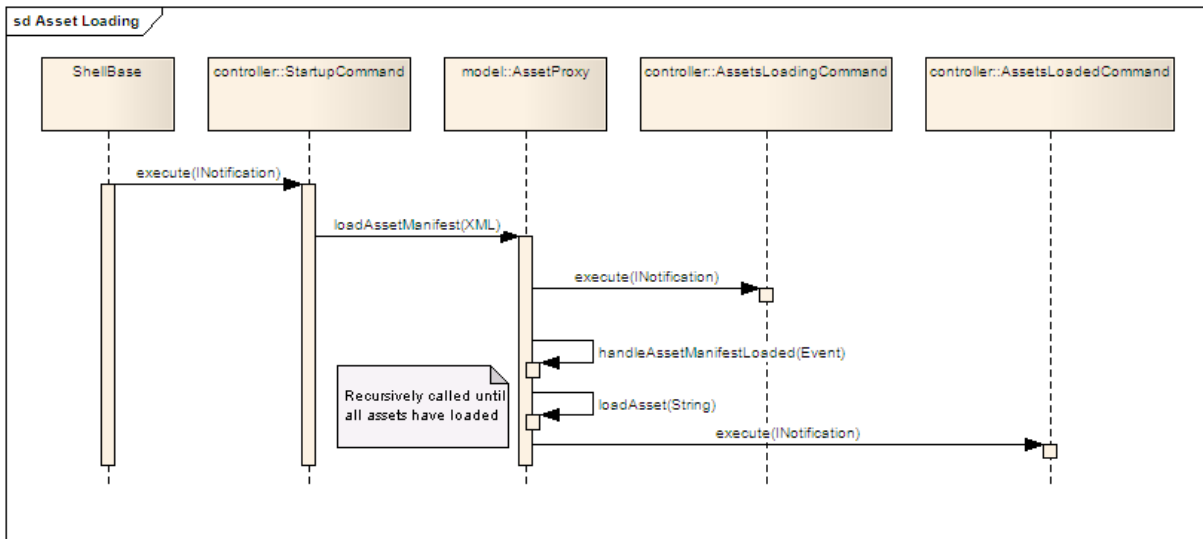 sd Asset Loading
ShellBase
controller::StartupCommand
model::AssetProxy
controller::AssetsLoadingCommand
controller::AssetsLoadedCommand
execute(INotification)
loadAssetManifest(XML)
execute(INotification)
handleAssetManifestLoaded(Event)
Recursively called until
all assets have loaded
loadAsset(String)
execute(INotification)